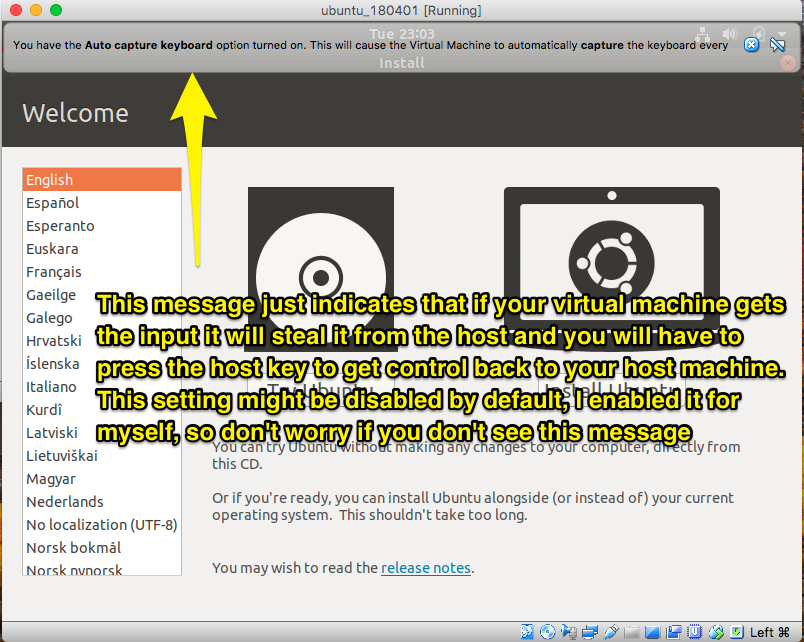 ubuntu_180401 [Running]
Tue 23:03
You have the Auto capture keyboard option turned on. This will cause the Virtual Machine to automatically capture the keyboard every
Install
Welcome
English
Español
Esperanto
Euskara
Français
Gaeilge
Galego
Hrvatski
Íslenska
Italiano
Kurdî
Latviski
Lietuviškai
Magyar
Nederlands
No localization (UTF-8)
Norsk bokmål
Norsk nynorsk
This message just indicates that if your virtual machine gets
the input it will steal it from the host and you will have to
press the host key to get control back to your host machine.
This setting might be disabled by default, I enabled it for
myself, so don't worry if you don't see this message
Try Ubuntu
Install Ubuntu
You can try Ubuntu without making any changes to your computer, directly from
this CD.
Or if you're ready, you can install Ubuntu alongside (or instead of) your current
operating system. This shouldn't take too long.
You may wish to read the release notes.
Left ⌘